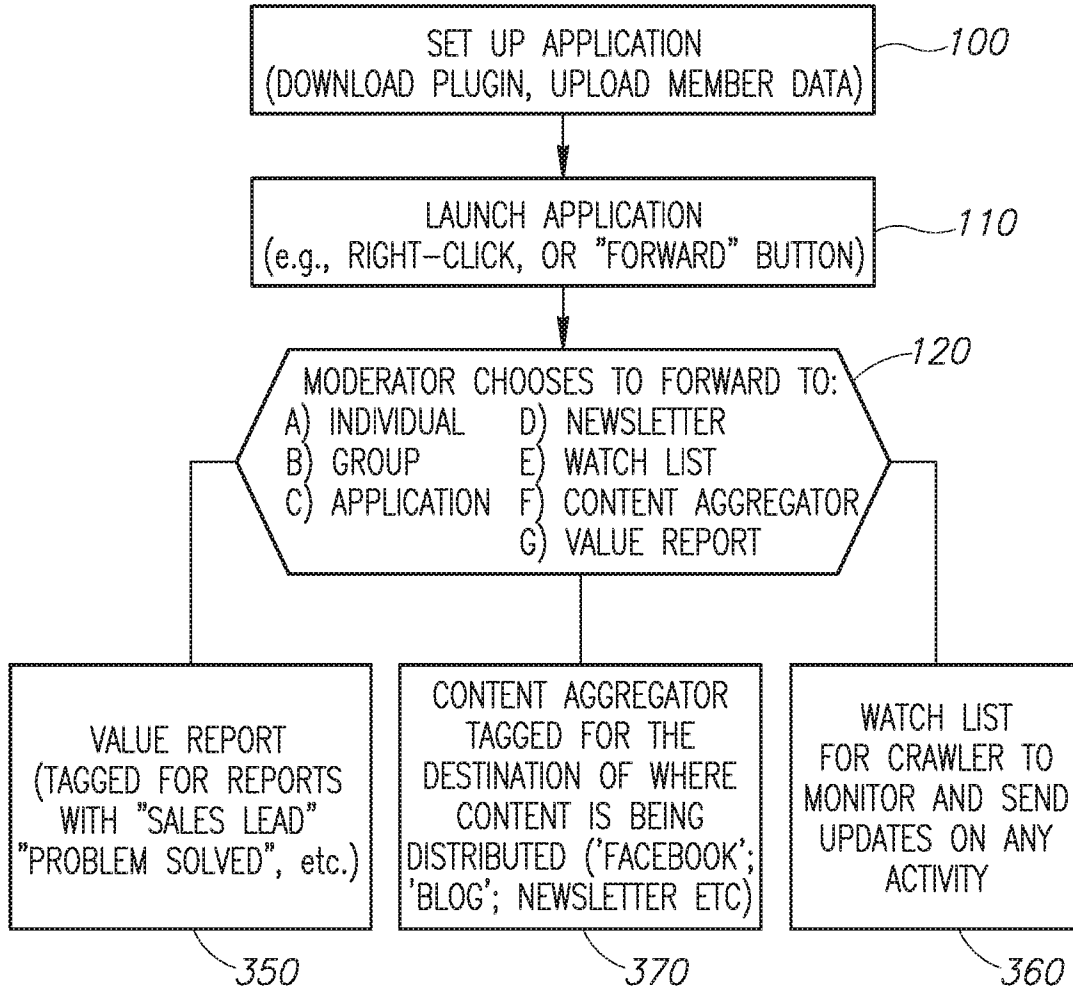 SET UP APPLICATION
(DOWNLOAD PLUGIN, UPLOAD MEMBER DATA)
100
LAUNCH APPLICATION
(e.g., RIGHT-CLICK, OR "FORWARD" BUTTON)
110
120
MODERATOR CHOOSES TO FORWARD TO:
A) INDIVIDUAL
B) GROUP
C) APPLICATION
D) NEWSLETTER
E) WATCH LIST
F) CONTENT AGGREGATOR
G) VALUE REPORT
VALUE REPORT
(TAGGED FOR REPORTS
WITH "SALES LEAD"
"PROBLEM SOLVED", etc.)
350
CONTENT AGGREGATOR
TAGGED FOR THE
DESTINATION OF WHERE
CONTENT IS BEING
DISTRIBUTED ('FACEBOOK';
'BLOG'; NEWSLETTER ETC)
370
WATCH LIST
FOR CRAWLER TO
MONITOR AND SEND
UPDATES ON ANY
ACTIVITY
360